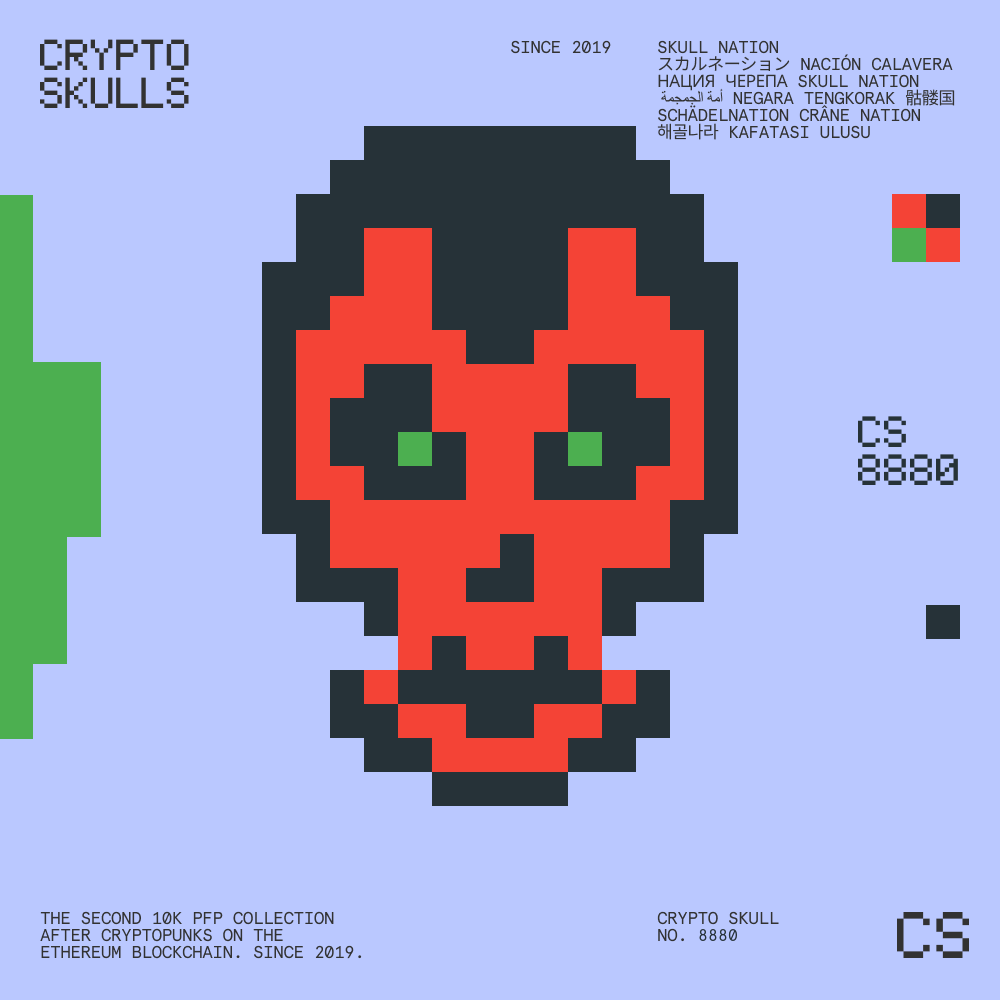 CRYPTO
SKULLS
SINCE 2019
SKULL NATION
スカルネーション NACIÓN CALAVERA
НАЦИЯ ЧЕРЕПА SKULL NATION
أمة الجمجمة NEGARA TENGKORAK 骷髅国
SCHÄDELNATION CRÂNE NATION
해골나라 KAFATASI ULUSU
CS
8880
THE SECOND 10K PFP COLLECTION
AFTER CRYPTOPUNKS ON THE
ETHEREUM BLOCKCHAIN. SINCE 2019.
CRYPTO SKULL
NO. 8880
CS